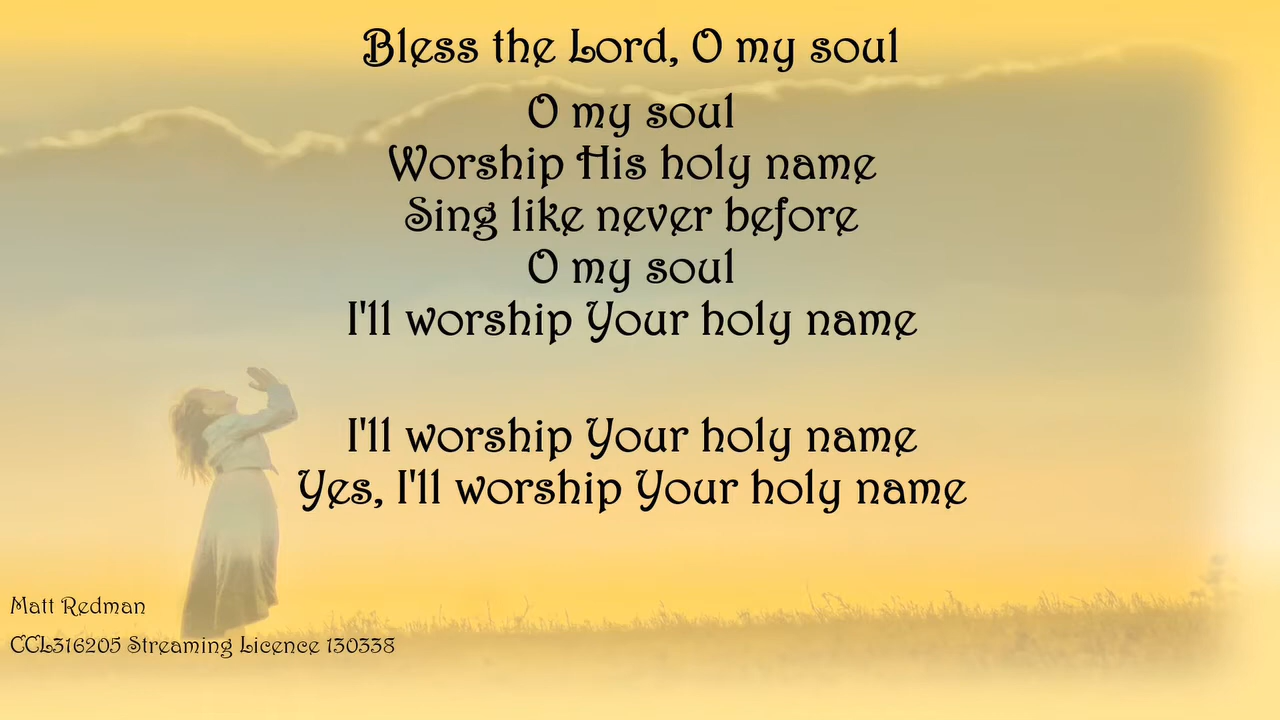 Bless the Lord, O my soul
O my soul
Worship His holy name
Sing like never before
O my soul
I'll worship Your holy name
I'll worship Your holy name
Yes, I'll worship Your holy name
Matt Redman
CCL316205 Streaming Licence 130338